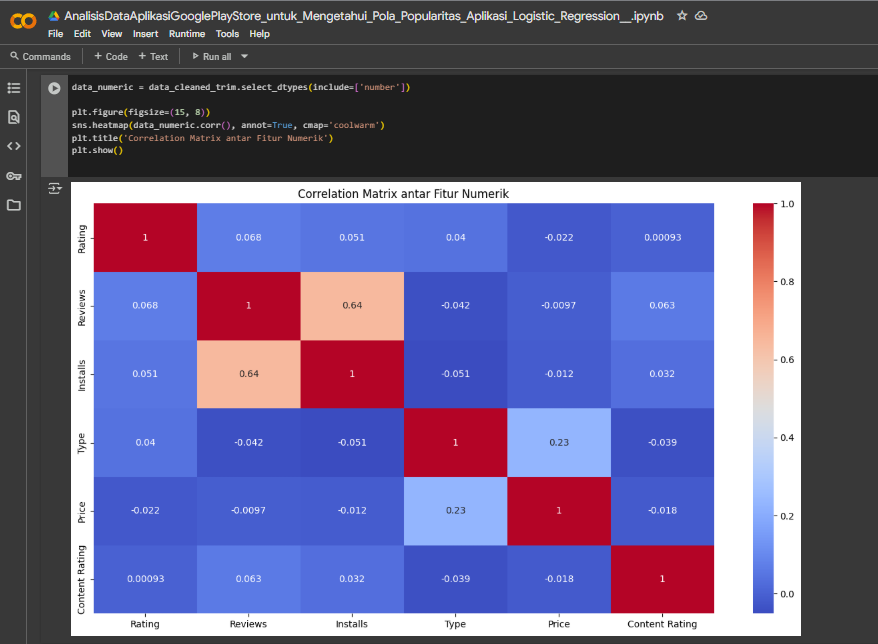 AnalisisDataAplikasiGooglePlayStore_untuk_Mengetahui_Pola_Popularitas_Aplikasi_Logistic_Regression__.ipynb
File Edit View Insert Runtime Tools Help
Commands + Code + Text Run all
data_numeric = data_cleaned_trim.select_dtypes(include=['number'])
plt.figure(figsize=(15, 8))
sns.heatmap(data_numeric.corr(), annot=True, cmap='coolwarm')
plt.title('Correlation Matrix antar Fitur Numerik')
plt.show()
Correlation Matrix antar Fitur Numerik
Rating 1 0.068 0.051 0.04 -0.022 0.00093
Reviews 0.068 1 0.64 -0.042 -0.0097 0.063
Installs 0.051 0.64 1 -0.051 -0.012 0.032
Type 0.04 -0.042 -0.051 1 0.23 -0.039
Price -0.022 -0.0097 -0.012 0.23 1 -0.018
Content Rating 0.00093 0.063 0.032 -0.039 -0.018 1
Rating Reviews Installs Type Price Content Rating
1.0
0.8
0.6
0.4
0.2
0.0